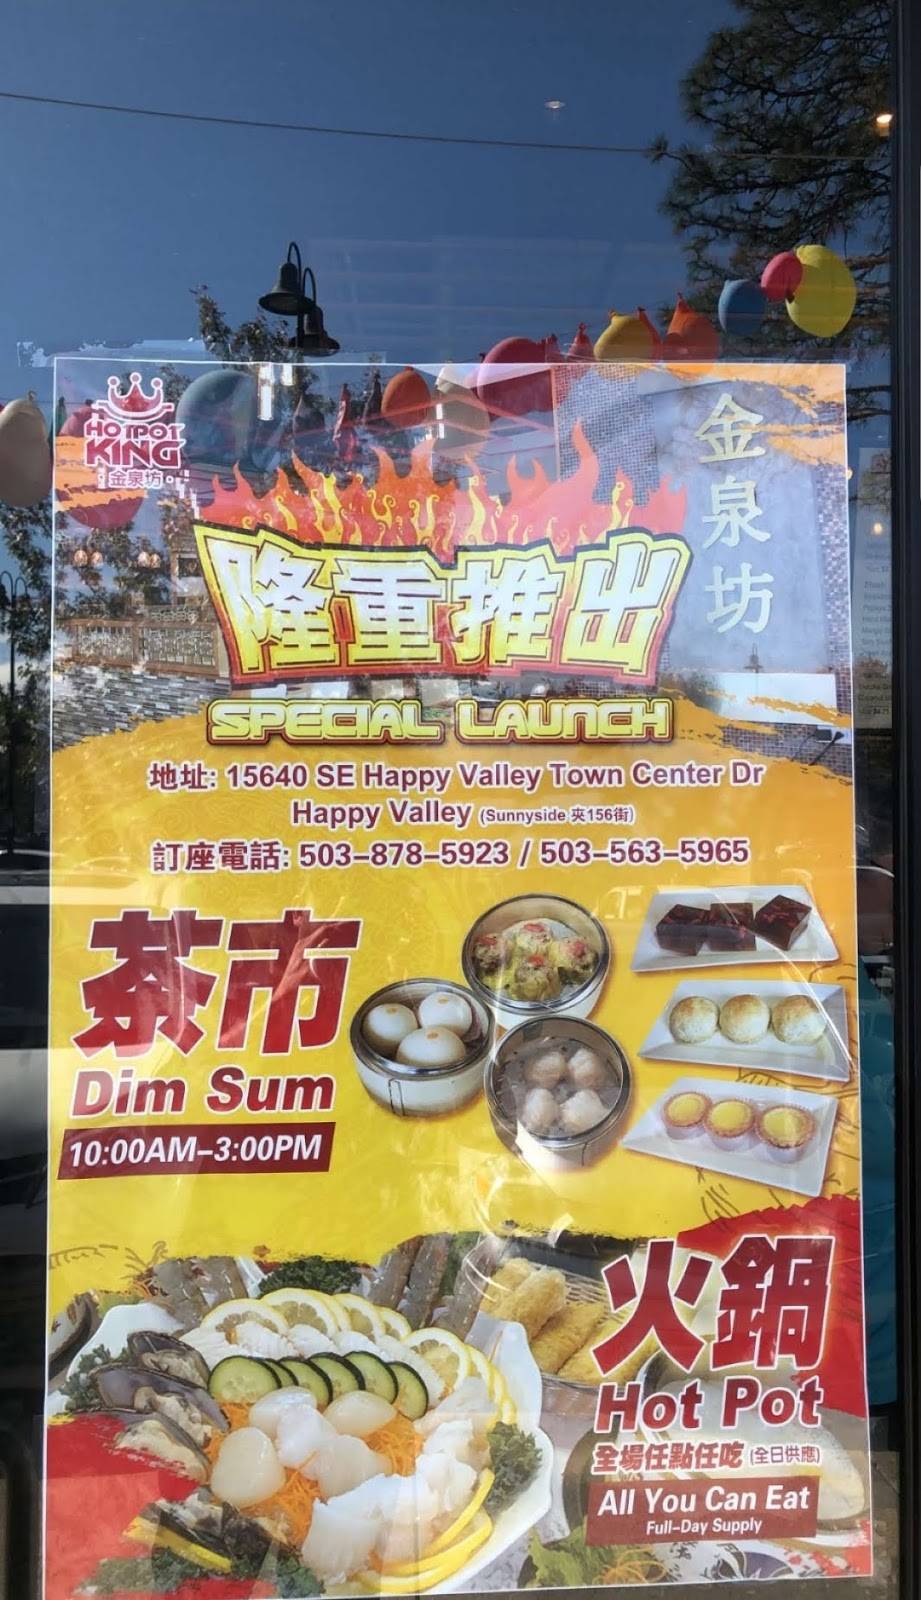 HOTPOT
KING
金泉坊
金泉坊
隆重推出
SPECIAL LAUNCH
地址: 15640 SE Happy Valley Town Center Dr
Happy Valley (Sunnyside 夾156街)
訂座電話: 503-878-5923 / 503-563-5965
茶市
Dim Sum
10:00AM-3:00PM
火鍋
Hot Pot
全場任點任吃 (全日供應)
All You Can Eat
Full-Day Supply